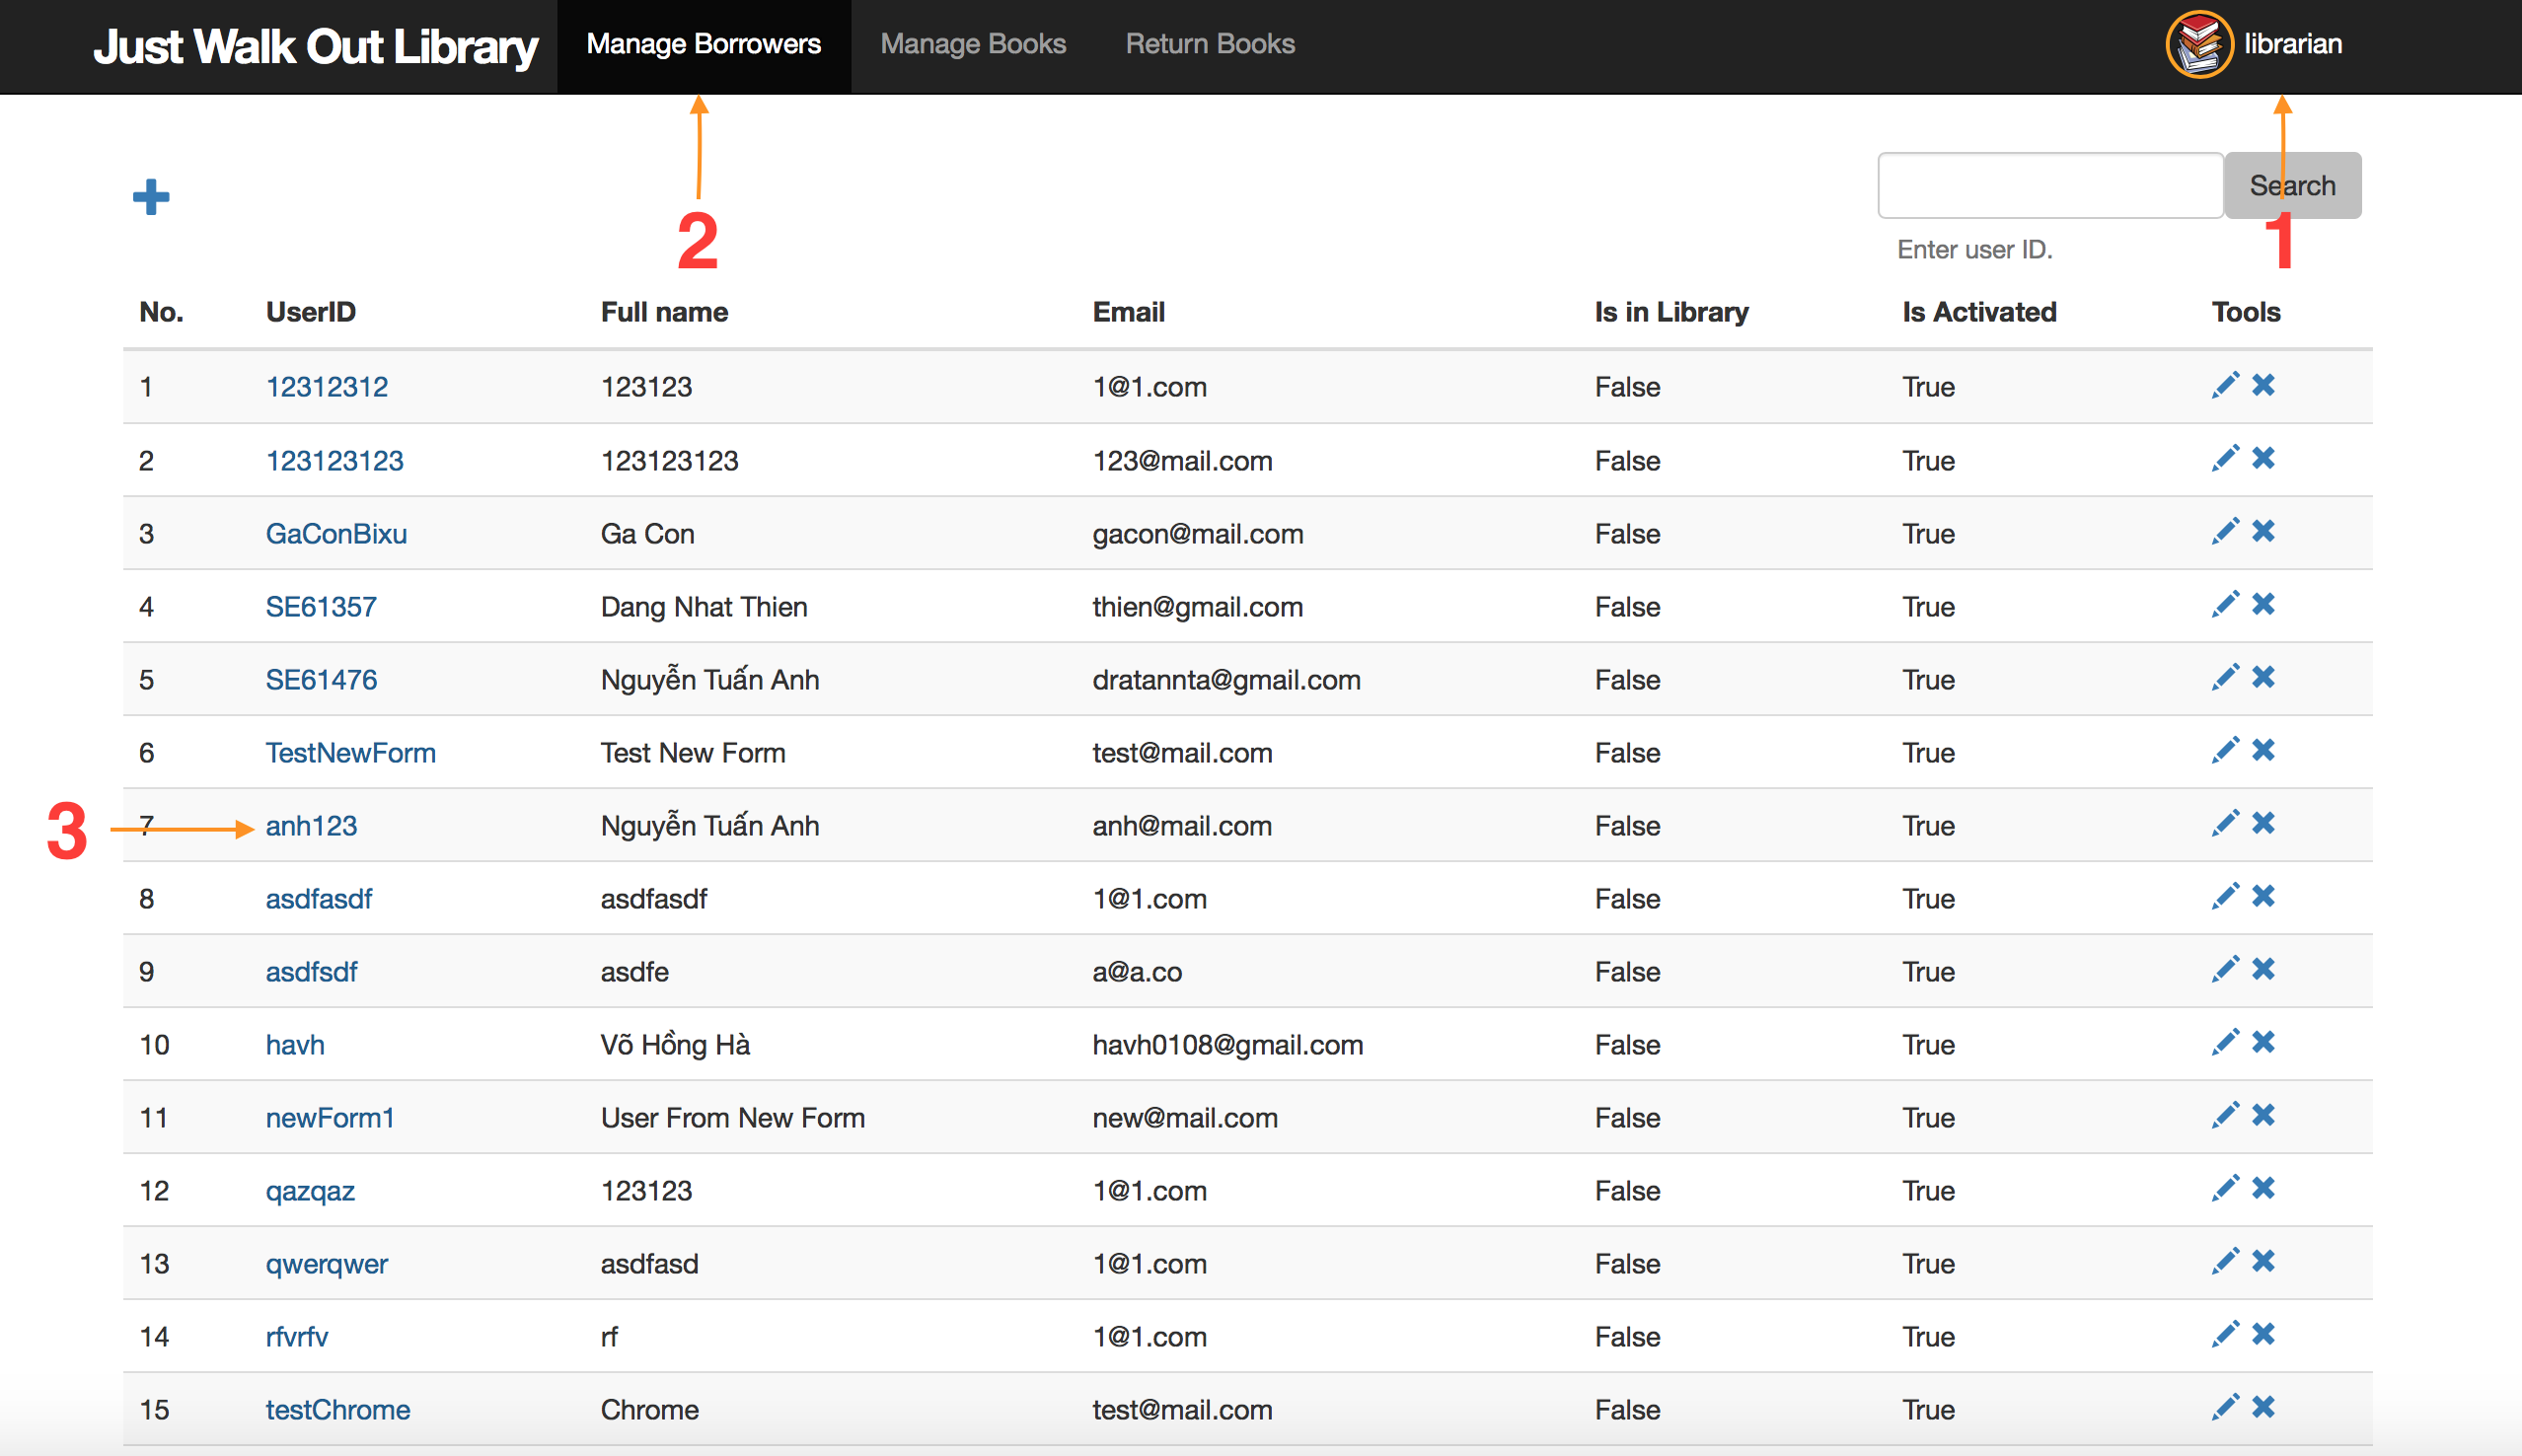 Just Walk Out Library Manage Borrowers Manage Books Return Books librarian
Search
2
1
Enter user ID.
No. UserID Full name Email Is in Library Is Activated Tools
1 12312312 123123 1@1.com False True
2 123123123 123123123 123@mail.com False True
3 GaConBixu Ga Con gacon@mail.com False True
4 SE61357 Dang Nhat Thien thien@gmail.com False True
5 SE61476 Nguyễn Tuấn Anh dratannta@gmail.com False True
6 TestNewForm Test New Form test@mail.com False True
3 7 anh123 Nguyễn Tuấn Anh anh@mail.com False True
8 asdfasdf asdfasdf 1@1.com False True
9 asdfsdf asdfe a@a.co False True
10 havh Võ Hồng Hà havh0108@gmail.com False True
11 newForm1 User From New Form new@mail.com False True
12 qazqaz 123123 1@1.com False True
13 qwerqwer asdfasd 1@1.com False True
14 rfvrfv rf 1@1.com False True
15 testChrome Chrome test@mail.com False True